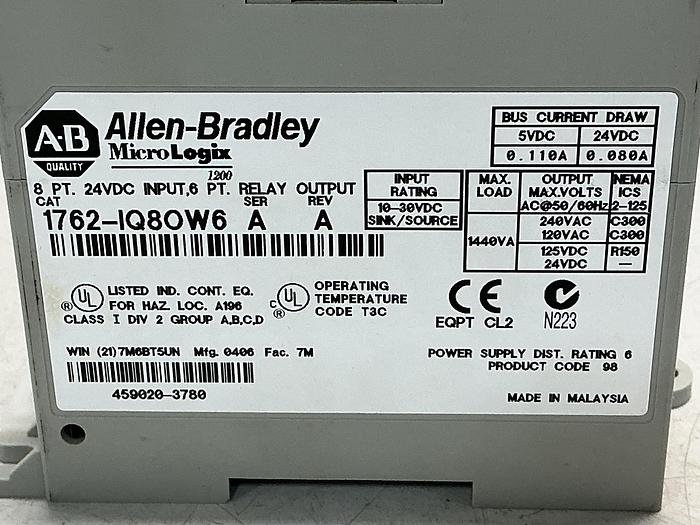 A-B
QUALITY
Allen-Bradley
MicroLogix
1200
8 PT. 24VDC INPUT,6 PT. RELAY OUTPUT
CAT SER REV
1762-IQ8OW6 A A
BUS CURRENT DRAW
5VDC 24VDC
0.110A 0.080A
INPUT
RATING
10-30VDC
SINK/SOURCE
MAX.
LOAD
1440VA
OUTPUT
MAX.VOLTS
AC@50/60Hz
240VAC
120VAC
125VDC
24VDC
NEMA
ICS
2-125
C300
C300
R150
—
UL
LISTED IND. CONT. EQ.
FOR HAZ. LOC. A196
CLASS I DIV 2 GROUP A,B,C,D
c UL
OPERATING
TEMPERATURE
CODE T3C
CE
EQPT CL2
N223
WIN (21)7M6BT5UN Mfg. 0406 Fac. 7M
459020-3780
POWER SUPPLY DIST. RATING 6
PRODUCT CODE 98
MADE IN MALAYSIA